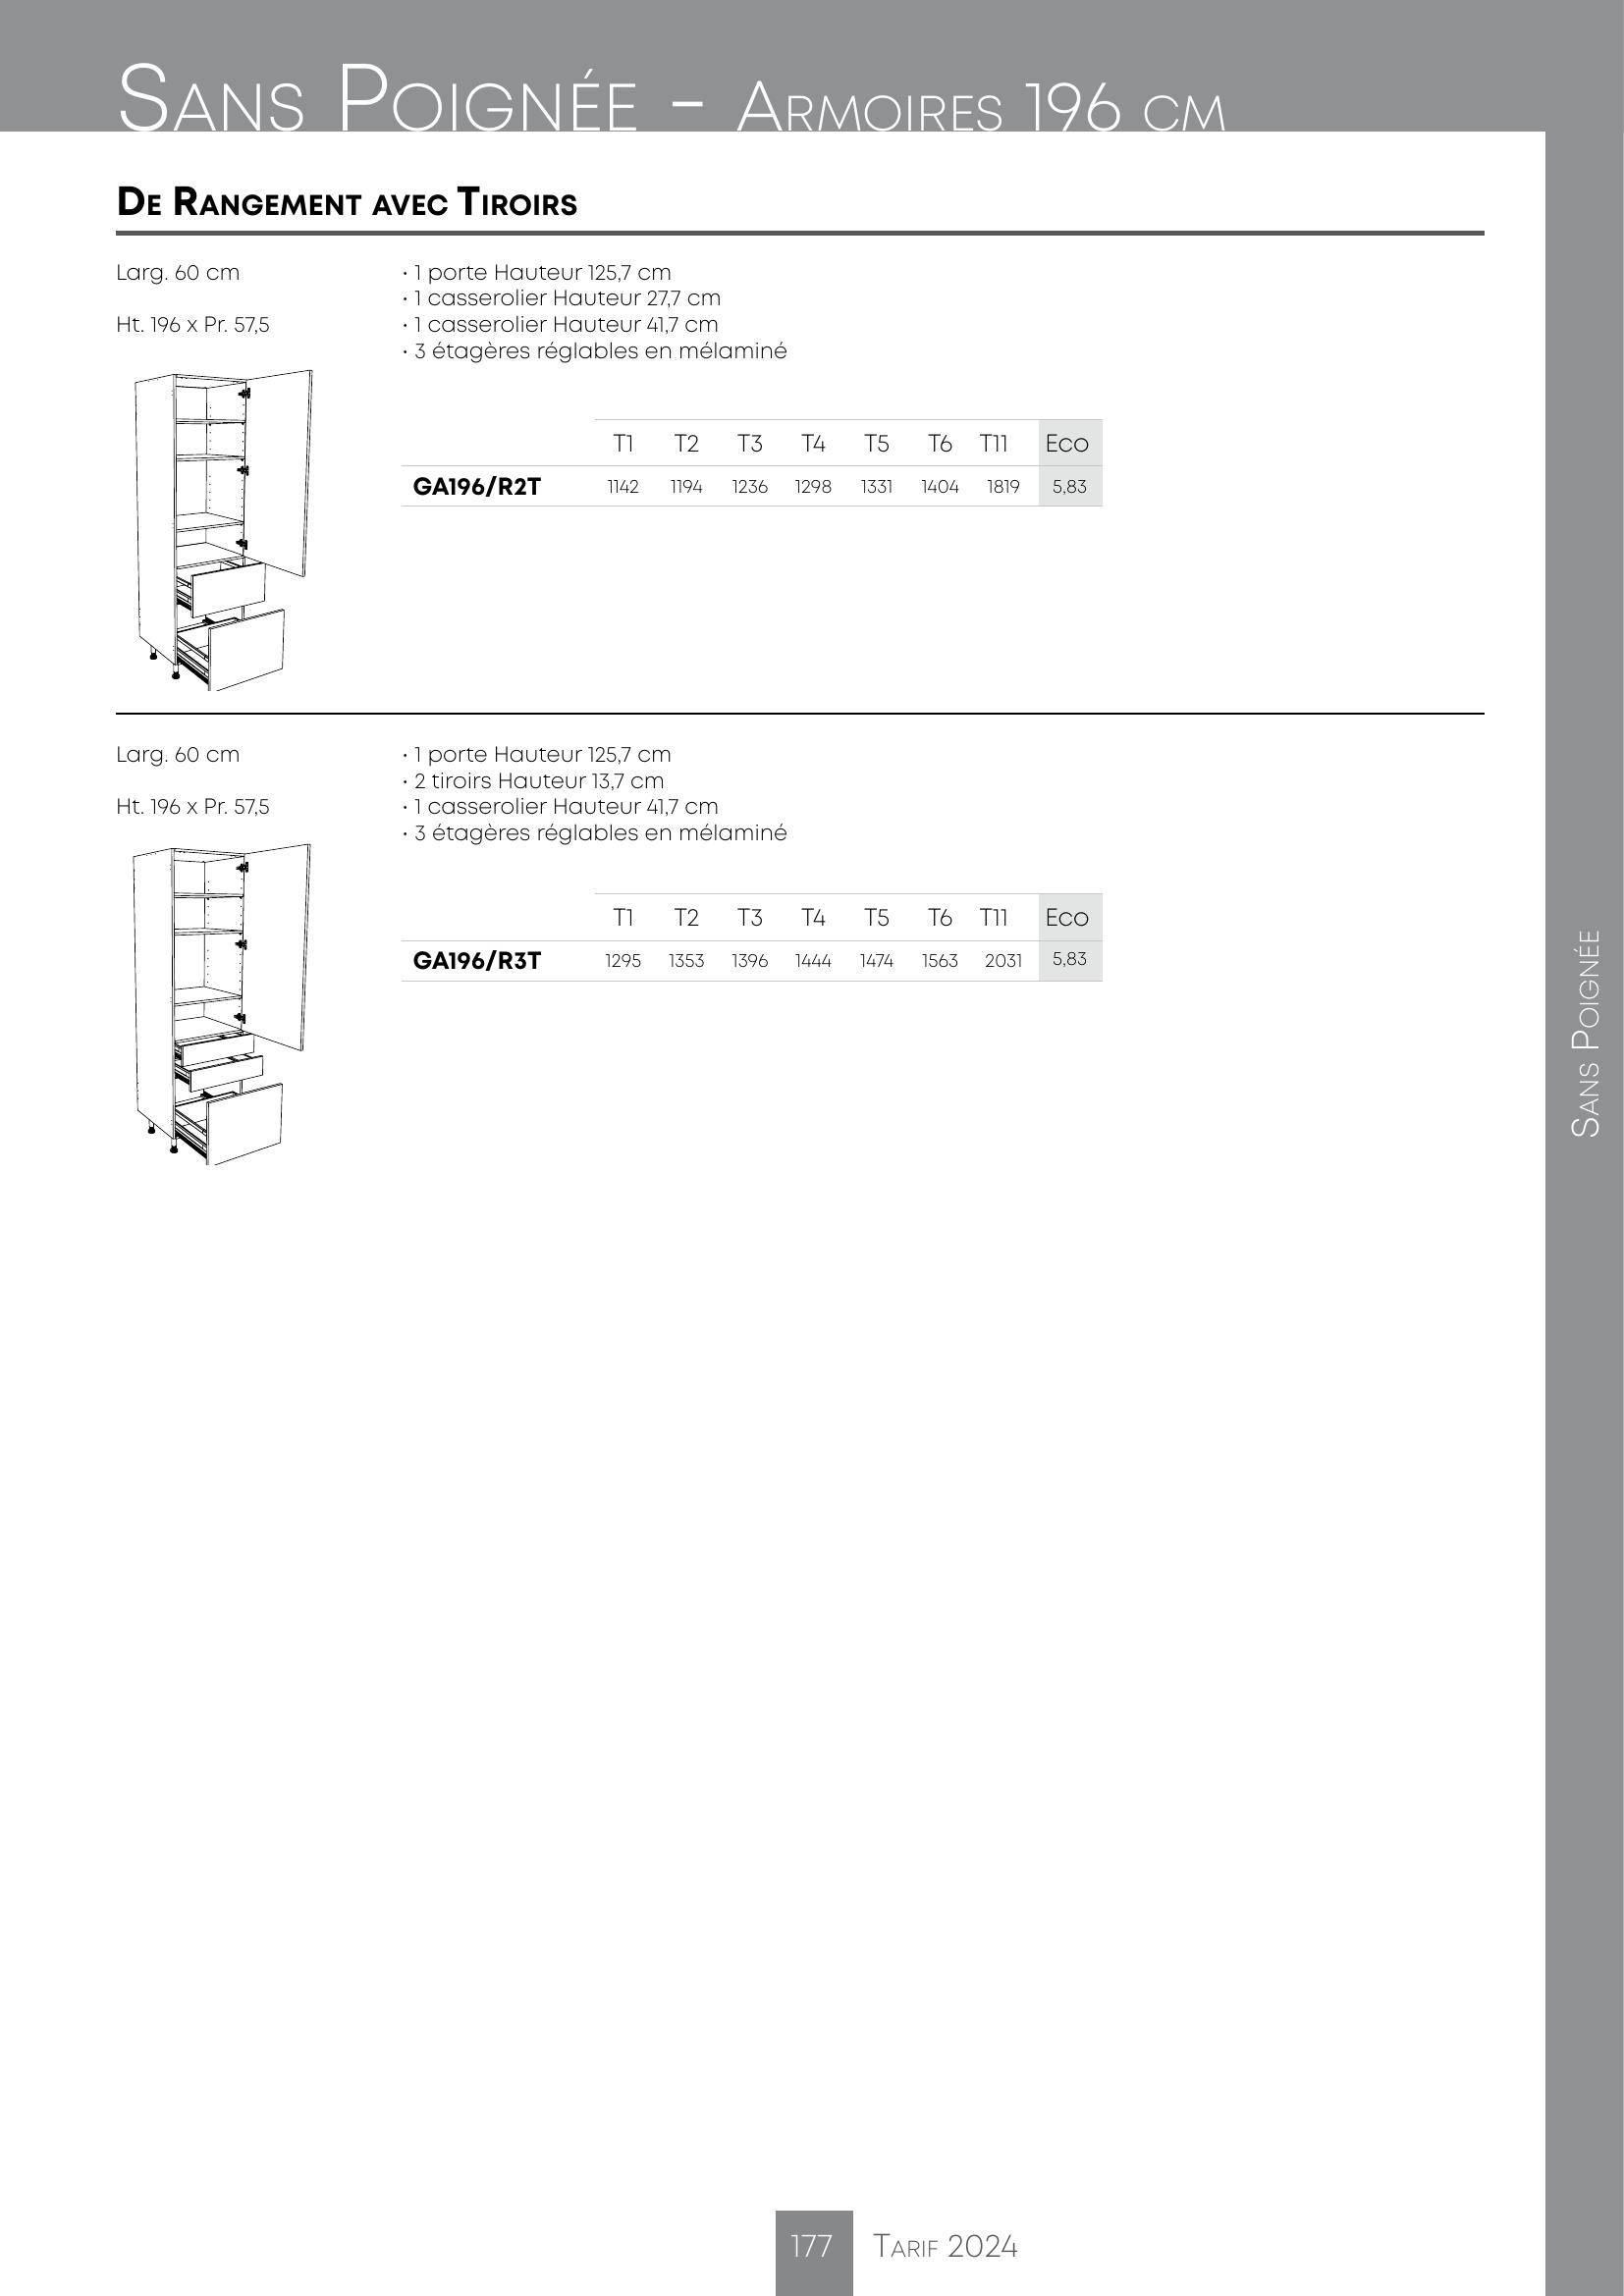 Sans Poignée - Armoires 196 cm
De Rangement avec Tiroirs
Larg. 60 cm
Ht. 196 x Pr. 57,5
· 1 porte Hauteur 125,7 cm
· 1 casserolier Hauteur 27,7 cm
· 1 casserolier Hauteur 41,7 cm
· 3 étagères réglables en mélaminé
T1 T2 T3 T4 T5 T6 T11 Eco
GA196/R2T 1142 1194 1236 1298 1331 1404 1819 5,83
Larg. 60 cm
Ht. 196 x Pr. 57,5
· 1 porte Hauteur 125,7 cm
· 2 tiroirs Hauteur 13,7 cm
· 1 casserolier Hauteur 41,7 cm
· 3 étagères réglables en mélaminé
T1 T2 T3 T4 T5 T6 T11 Eco
GA196/R3T 1295 1353 1396 1444 1474 1563 2031 5,83
Sans Poignée
177 Tarif 2024